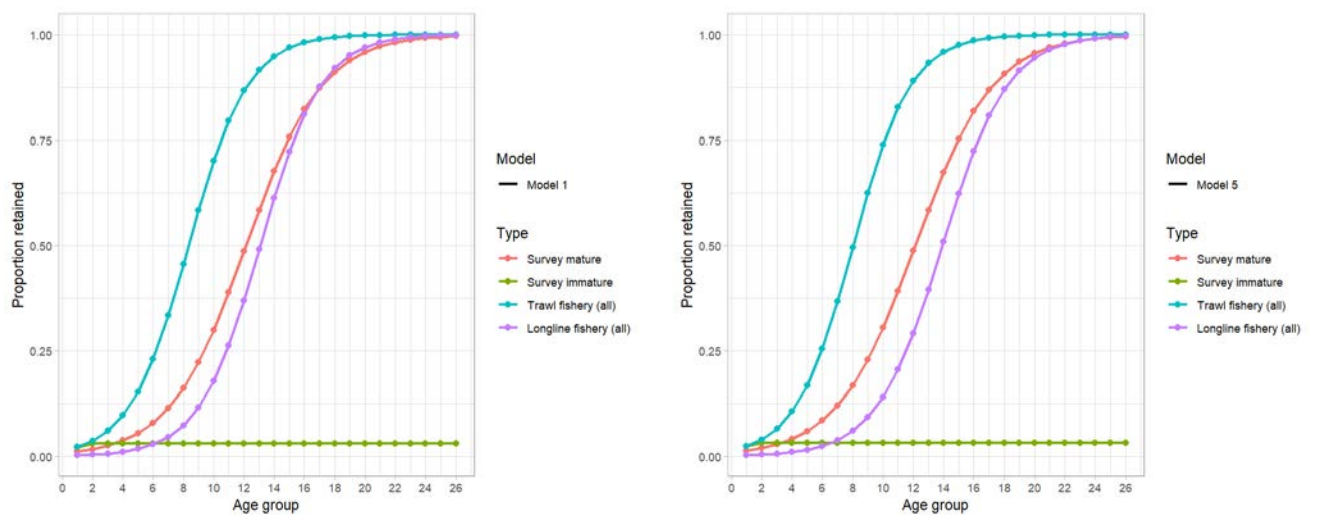 1.00
0.75
0.50
0.25
0.00
Proportion retained
0 2 4 6 8 10 12 14 16 18 20 22 24 26
Age group
Model
Model 1
Type
Survey mature
Survey immature
Trawl fishery (all)
Longline fishery (all)
1.00
0.75
0.50
0.25
0.00
Proportion retained
0 2 4 6 8 10 12 14 16 18 20 22 24 26
Age group
Model
Model 5
Type
Survey mature
Survey immature
Trawl fishery (all)
Longline fishery (all)